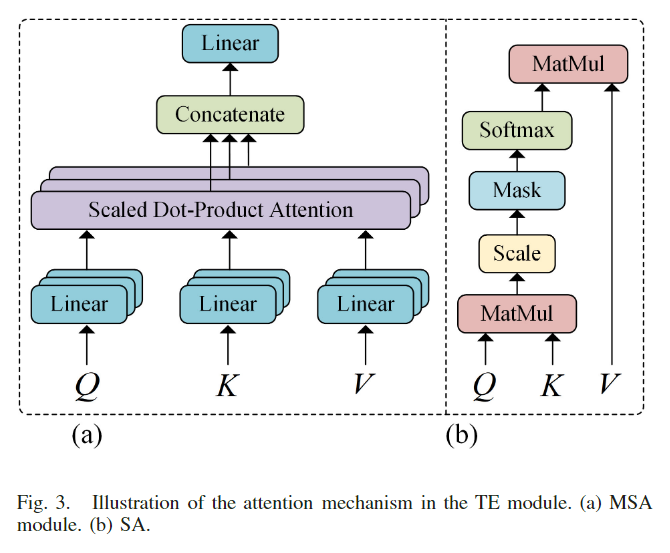 Linear
Concatenate
Scaled Dot-Product Attention
Linear Linear Linear
Q K V
(a)
MatMul
Softmax
Mask
Scale
MatMul
Q K V
(b)
Fig. 3. Illustration of the attention mechanism in the TE module. (a) MSA
module. (b) SA.